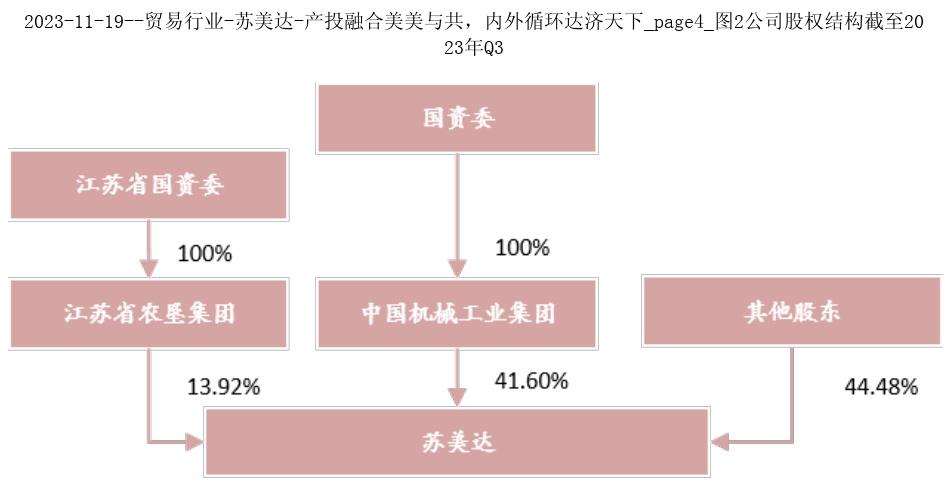 2023-11-19--贸易行业-苏美达-产投融合美美与共，内外循环达济天下_page4_图2公司股权结构截至20
23年Q3
国资委
江苏省国资委
100%
100%
江苏省农垦集团
中国机械工业集团
其他股东
13.92%
41.60%
44.48%
苏美达